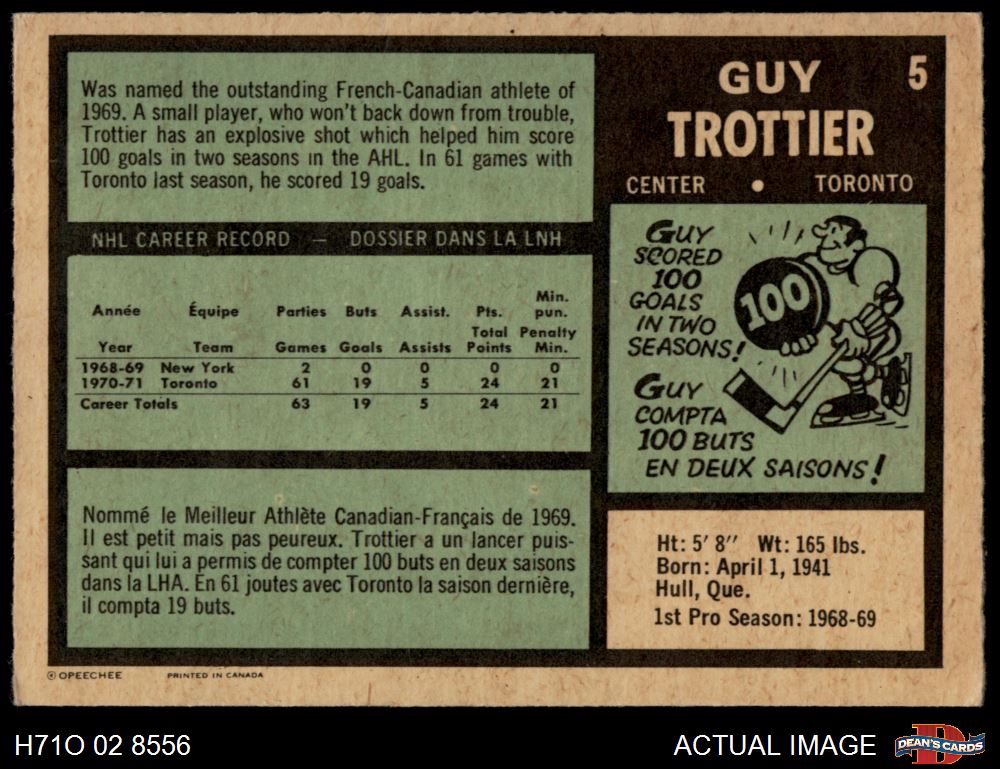 Was named the outstanding French-Canadian athlete of
1969. A small player, who won't back down from trouble,
Trottier has an explosive shot which helped him score
100 goals in two seasons in the AHL. In 61 games with
Toronto last season, he scored 19 goals.
NHL CAREER RECORD — DOSSIER DANS LA LNH
Année Équipe Parties Buts Assist. Pts. Min. pun.
Year Team Games Goals Assists Total Points Penalty Min.
1968-69 New York 2 0 0 0 0
1970-71 Toronto 61 19 5 24 21
Career Totals 63 19 5 24 21
Nommé le Meilleur Athlète Canadian-Français de 1969.
Il est petit mais pas peureux. Trottier a un lancer puis-
sant qui lui a permis de compter 100 buts en deux saisons
dans la LHA. En 61 joutes avec Toronto la saison dernière,
il compta 19 buts.
GUY 5
TROTTIER
CENTER • TORONTO
GUY
SCORED
100
GOALS
IN TWO
SEASONS!
100
GUY
COMPTA
100 BUTS
EN DEUX SAISONS!
Ht: 5' 8" Wt: 165 lbs.
Born: April 1, 1941
Hull, Que.
1st Pro Season: 1968-69
© OPEECHEE PRINTED IN CANADA
H71O 02 8556
ACTUAL IMAGE
D
DEAN'S CARDS